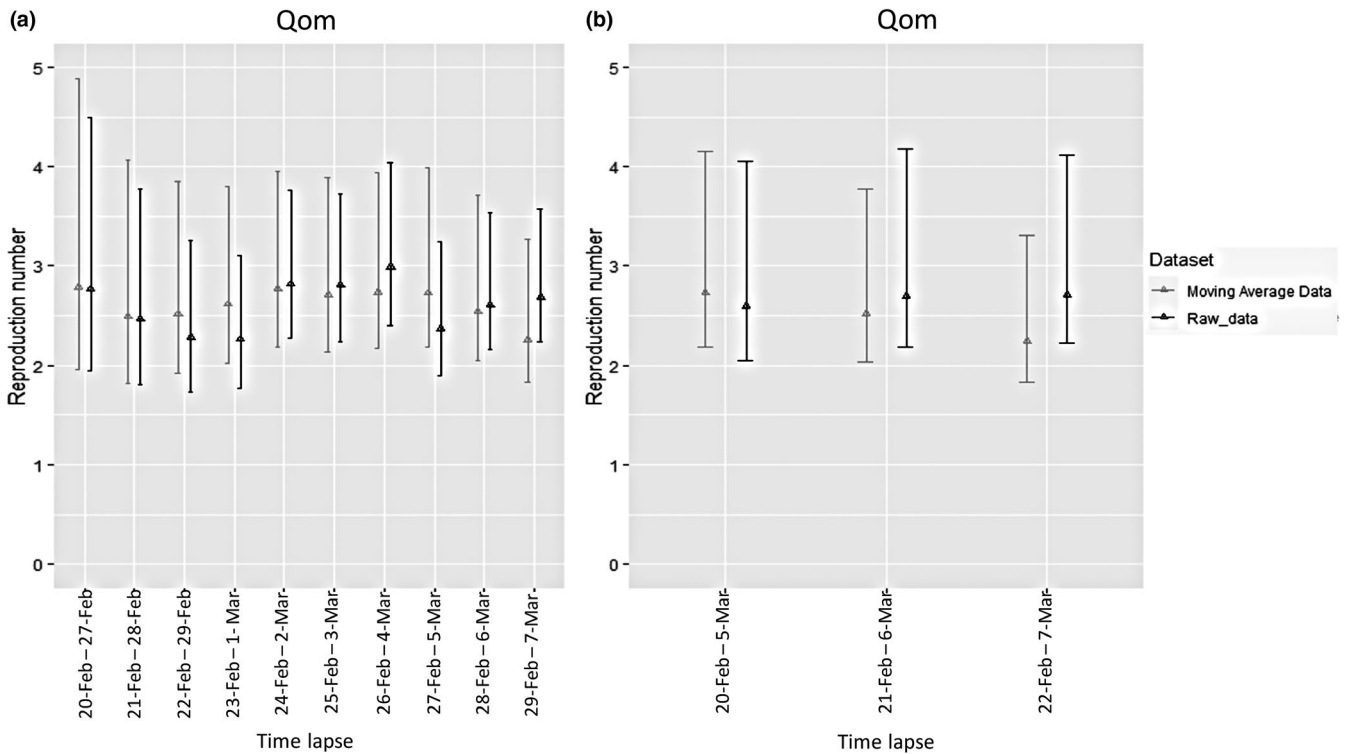 (a)
Qom
Reproduction number
5
4
3
2
1
0
20-Feb – 27-Feb
21-Feb – 28-Feb
22-Feb – 29-Feb
23-Feb – 1- Mar
24-Feb – 2-Mar
25-Feb – 3-Mar
26-Feb – 4-Mar
27-Feb – 5-Mar
28-Feb – 6-Mar
29-Feb – 7-Mar
Time lapse
(b)
Qom
Reproduction number
5
4
3
2
1
0
20-Feb – 5-Mar
21-Feb – 6-Mar
22-Feb – 7-Mar
Time lapse
Dataset
Moving Average Data
Raw_data